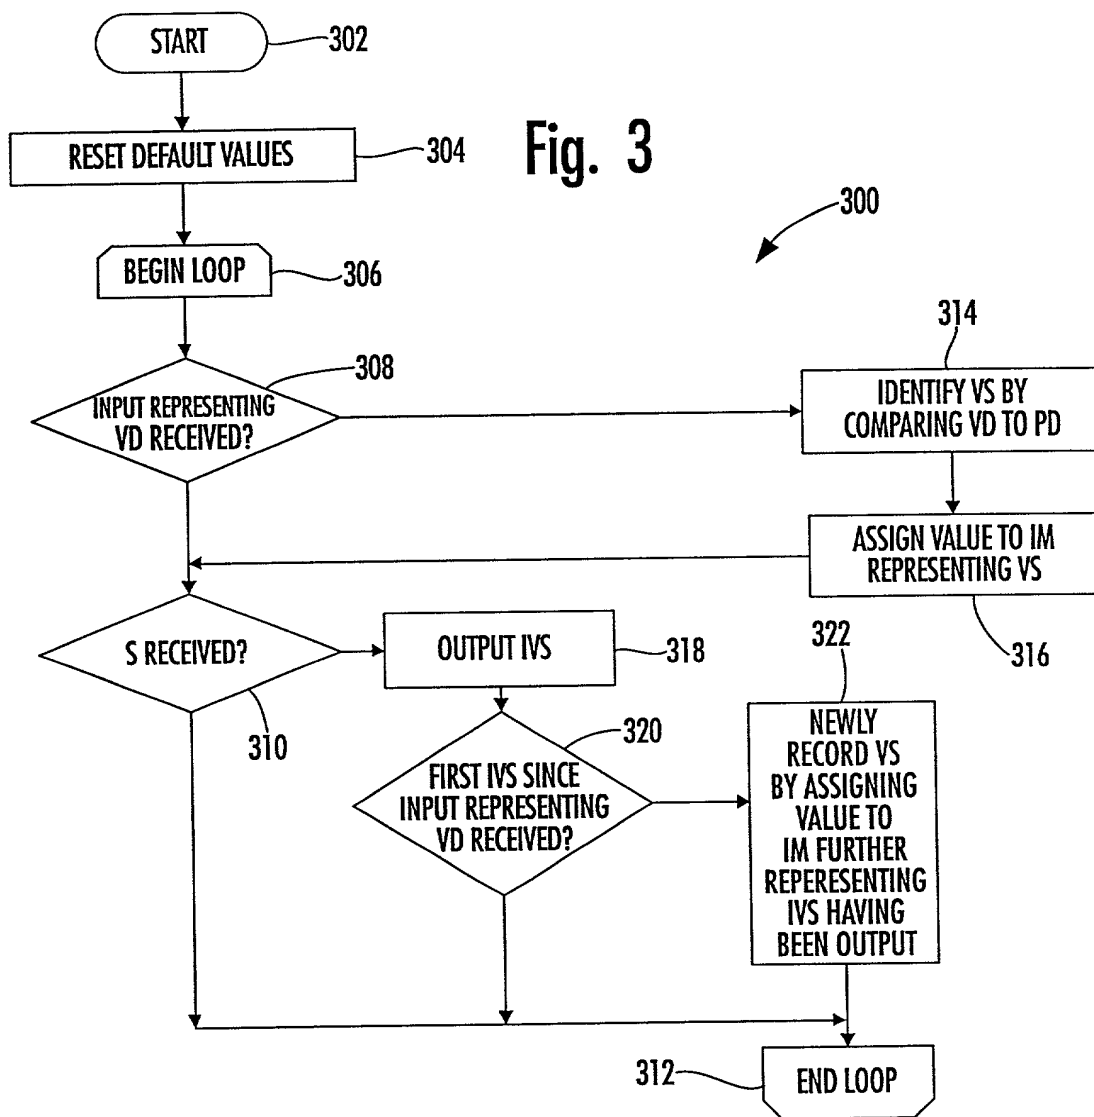 START
302
RESET DEFAULT VALUES
304
Fig. 3
300
BEGIN LOOP
306
INPUT REPRESENTING
VD RECEIVED?
308
314
IDENTIFY VS BY
COMPARING VD TO PD
ASSIGN VALUE TO IM
REPRESENTING VS
316
S RECEIVED?
310
OUTPUT IVS
318
FIRST IVS SINCE
INPUT REPRESENTING
VD RECEIVED?
320
322
NEWLY
RECORD VS
BY ASSIGNING
VALUE TO
IM FURTHER
REPERESENTING
IVS HAVING
BEEN OUTPUT
312
END LOOP